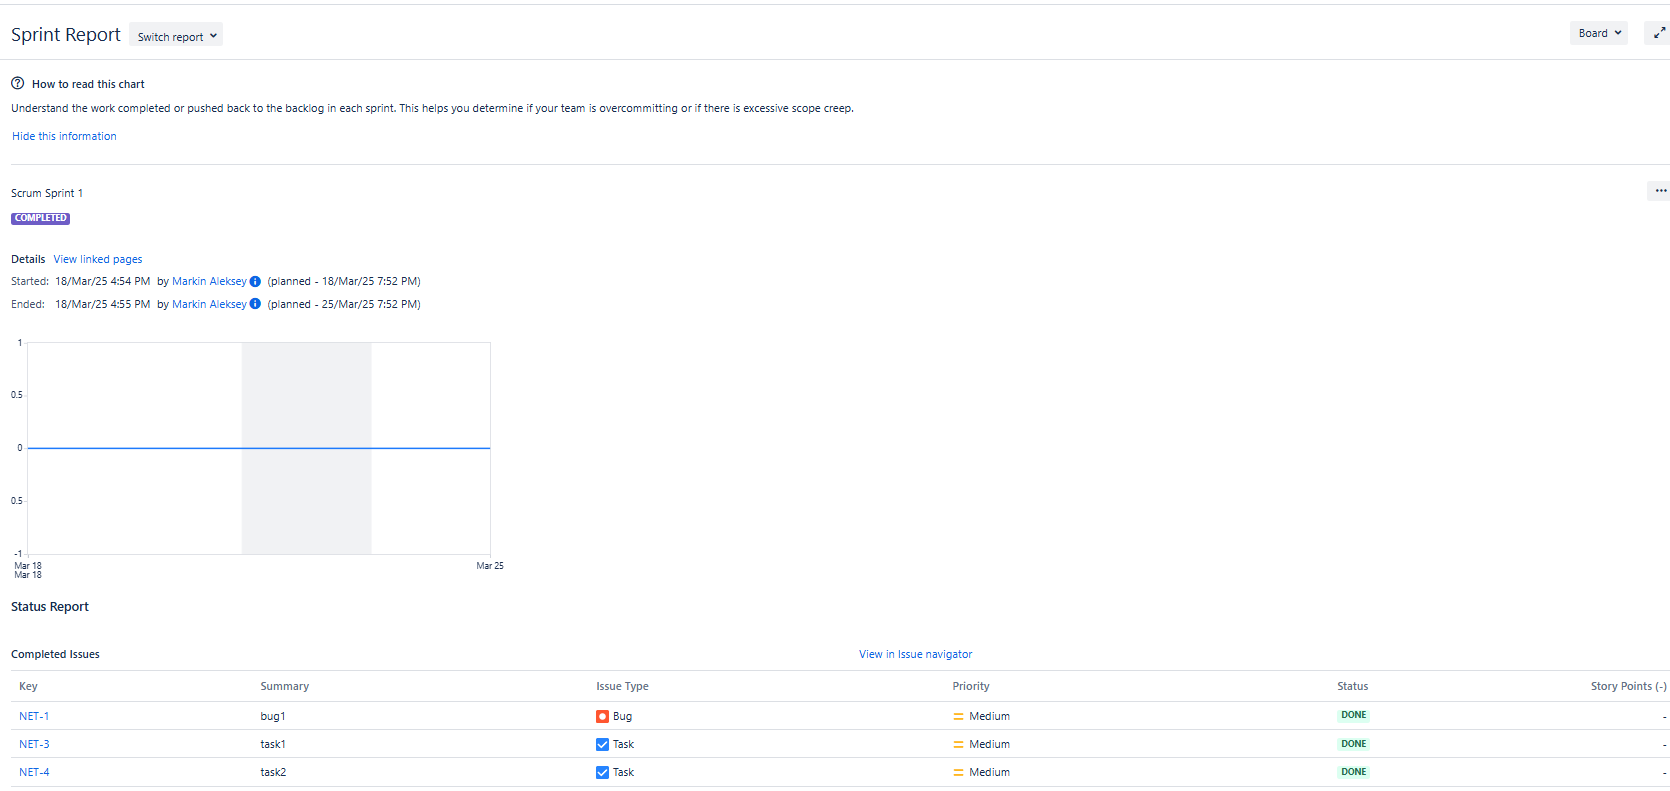 Sprint Report Switch report Board
How to read this chart
Understand the work completed or pushed back to the backlog in each sprint. This helps you determine if your team is overcommitting or if there is excessive scope creep.
Hide this information
Scrum Sprint 1
COMPLETED
Details View linked pages
Started: 18/Mar/25 4:54 PM by Markin Aleksey (planned - 18/Mar/25 7:52 PM)
Ended: 18/Mar/25 4:55 PM by Markin Aleksey (planned - 25/Mar/25 7:52 PM)
1
0.5
0
0.5
-1
Mar 18 Mar 25
Mar 18
Status Report
Completed Issues View in Issue navigator
Key Summary Issue Type Priority Status Story Points (-)
NET-1 bug1 Bug Medium DONE -
NET-3 task1 Task Medium DONE -
NET-4 task2 Task Medium DONE -